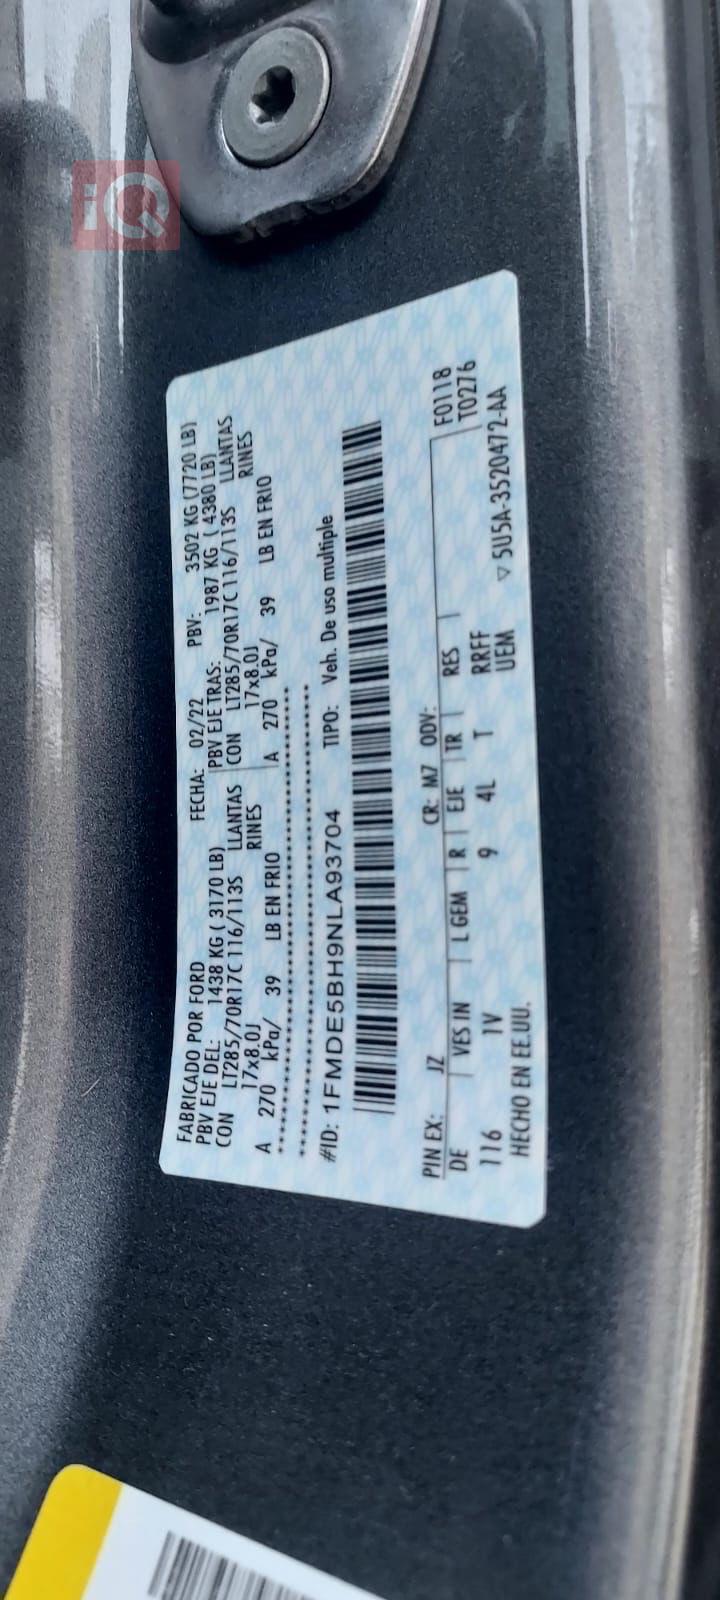 iQ
FABRICADO POR FORD FECHA: 02/22 PBV: 3502 KG (7720 LB)
PBV EJE DEL: 1438 KG ( 3170 LB) PBV EJE TRAS: 1987 KG ( 4380 LB)
CON LT285/70R17C 116/113S LLANTAS CON LT285/70R17C 116/113S LLANTAS
17x8.0J RINES 17x8.0J RINES
A 270 kPa/ 39 LB EN FRIO A 270 kPa/ 39 LB EN FRIO
#ID: 1FMDE5BH9NLA93704 TIPO: Veh. De uso multiple
PIN EX: JZ CR: M7 ODV: F0118
DE VES IN L GEM R EJE TR RES T0276
116 1V 9 4L T RRFF
HECHO EN EE.UU. UEM ▽ 5U5A-3520472-AA